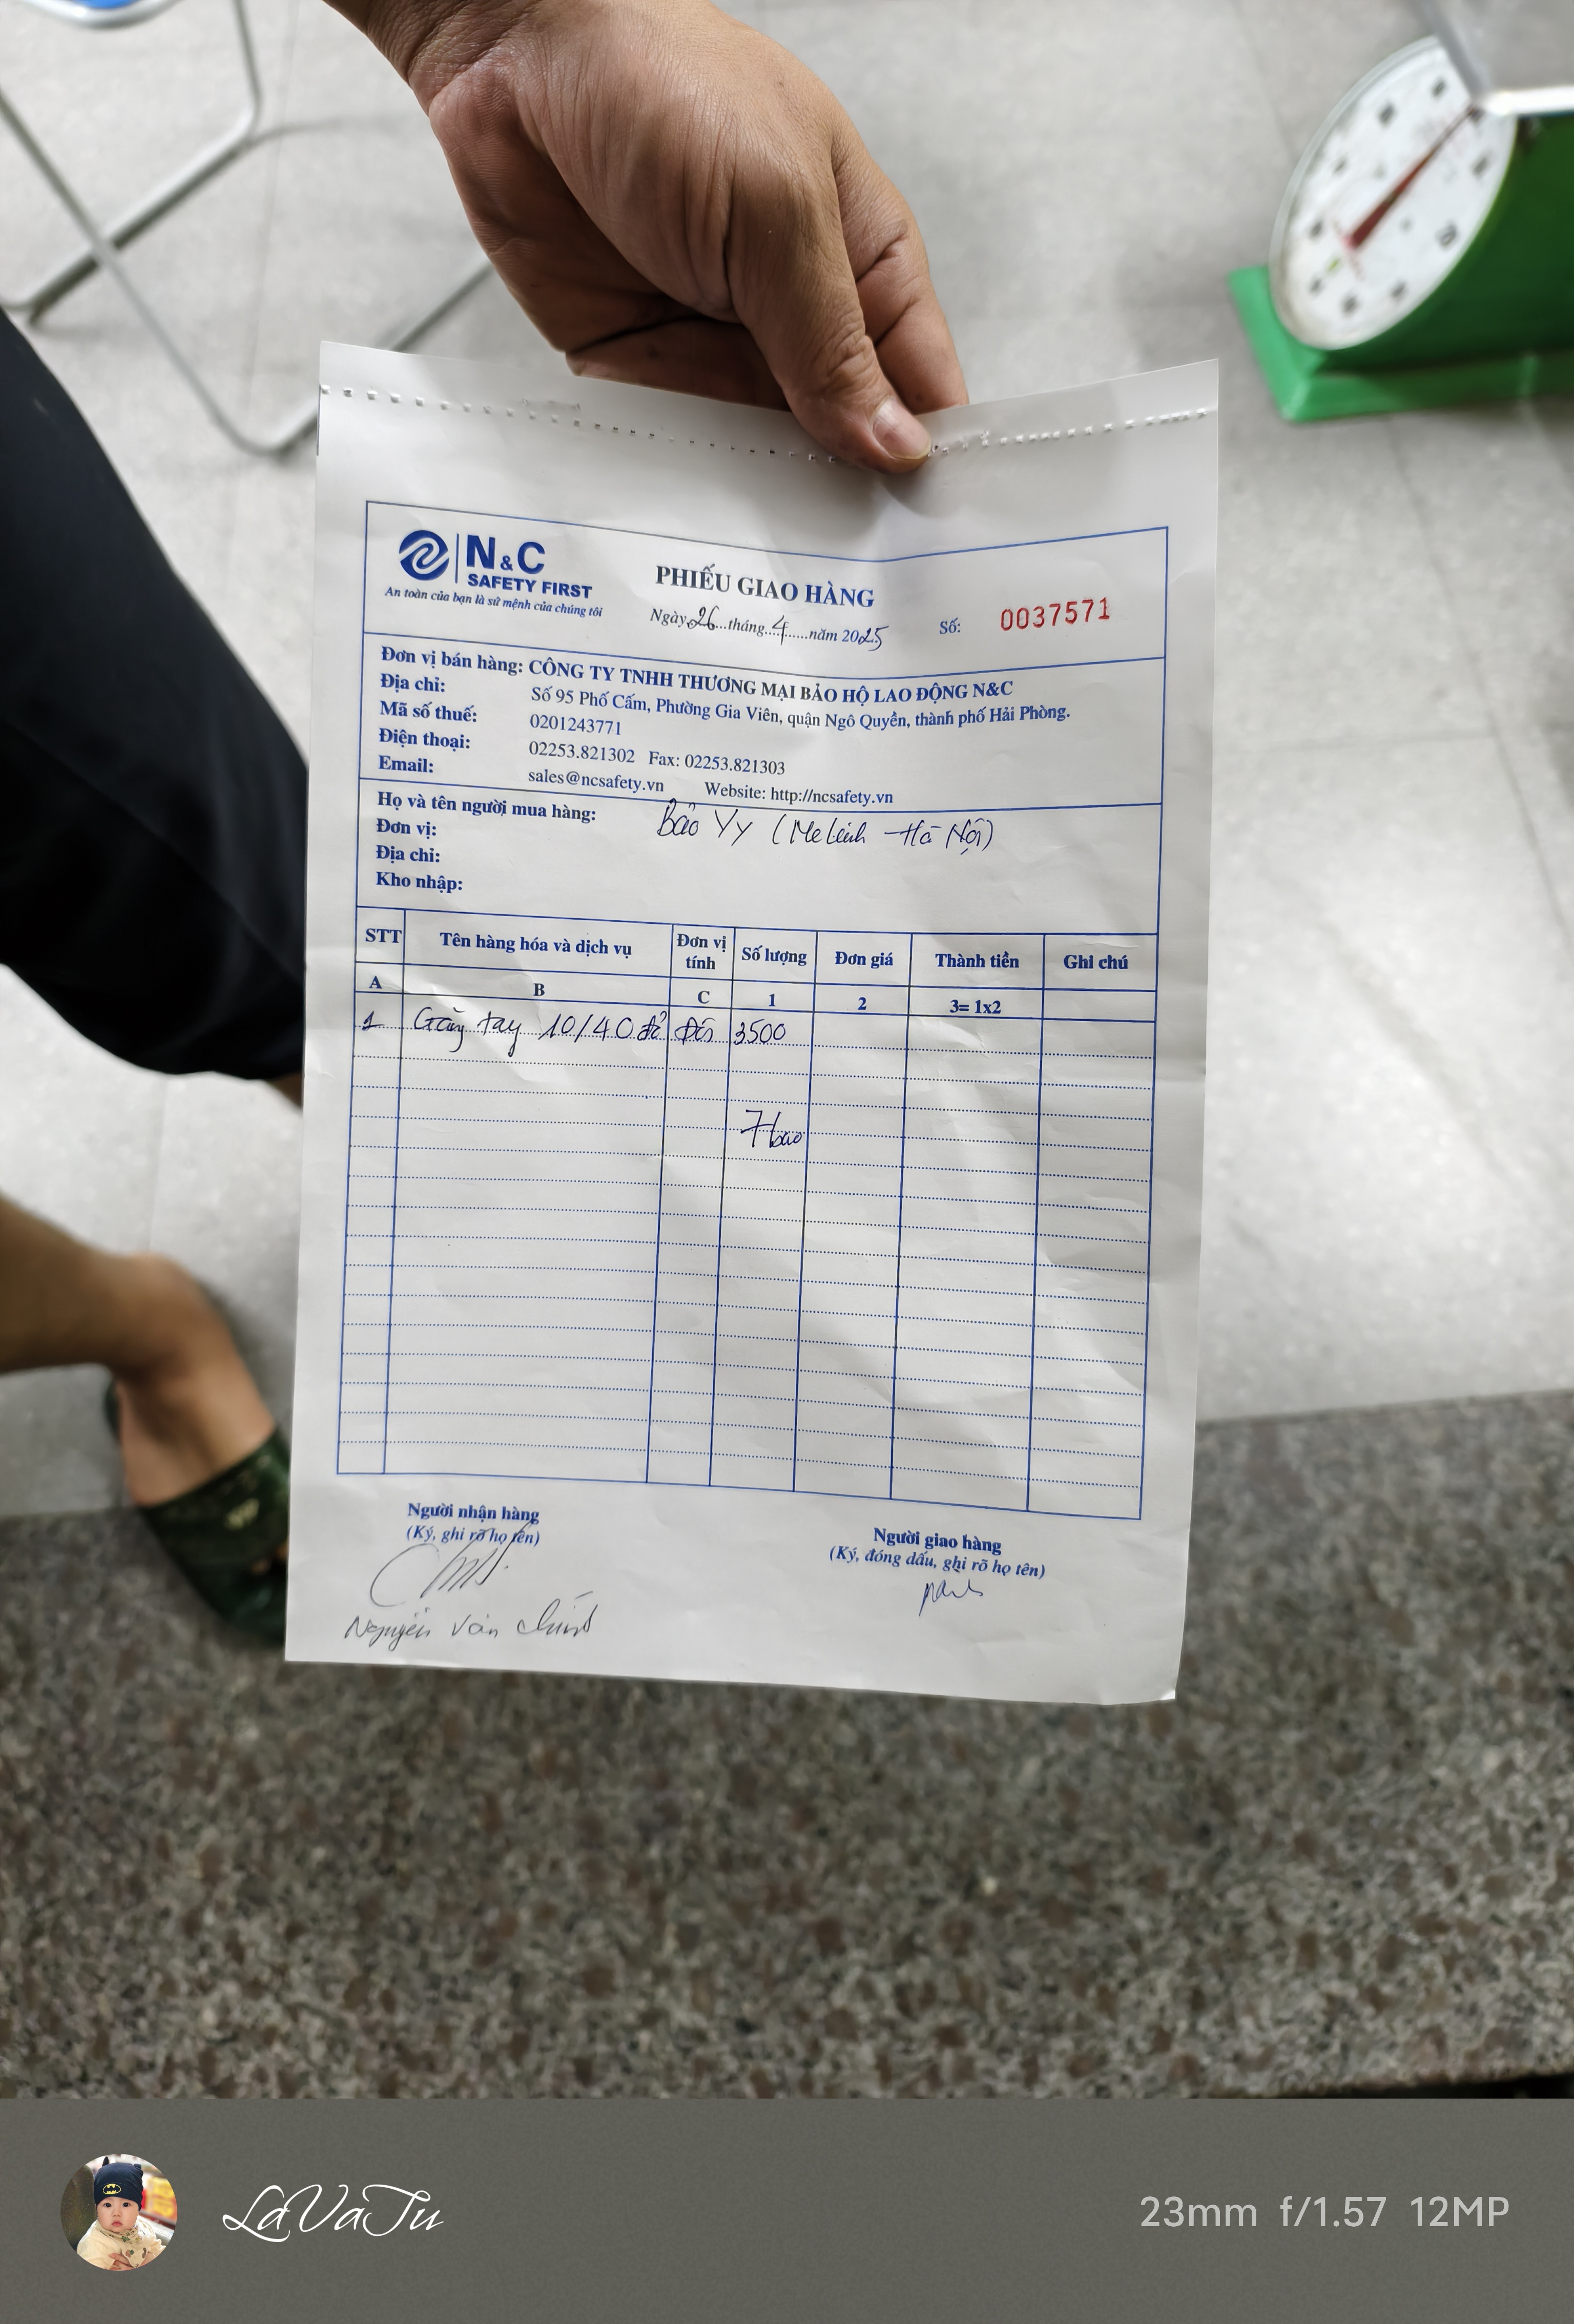 N&C
SAFETY FIRST
An toàn của bạn là sứ mệnh của chúng tôi
PHIẾU GIAO HÀNG
Ngày 26 tháng 4 năm 2025
Số: 0037571
Đơn vị bán hàng: CÔNG TY TNHH THƯƠNG MẠI BẢO HỘ LAO ĐỘNG N&C
Địa chỉ: Số 95 Phố Cấm, Phường Gia Viên, quận Ngô Quyền, thành phố Hải Phòng.
Mã số thuế: 0201243771
Điện thoại: 02253.821302 Fax: 02253.821303
Email: sales@ncsafety.vn Website: http://ncsafety.vn
Họ và tên người mua hàng: Bảo Yy (Mê Linh - Hà Nội)
Đơn vị:
Địa chỉ:
Kho nhập:
STT Tên hàng hóa và dịch vụ Đơn vị tính Số lượng Đơn giá Thành tiền Ghi chú
A B C 1 2 3= 1x2
1 Găng tay 10/40 Đôi 3500
7 bao
Người nhận hàng
(Ký, ghi rõ họ tên)
Nguyễn Văn
Người giao hàng
(Ký, đóng dấu, ghi rõ họ tên)
LaVaTu
23mm f/1.57 12MP